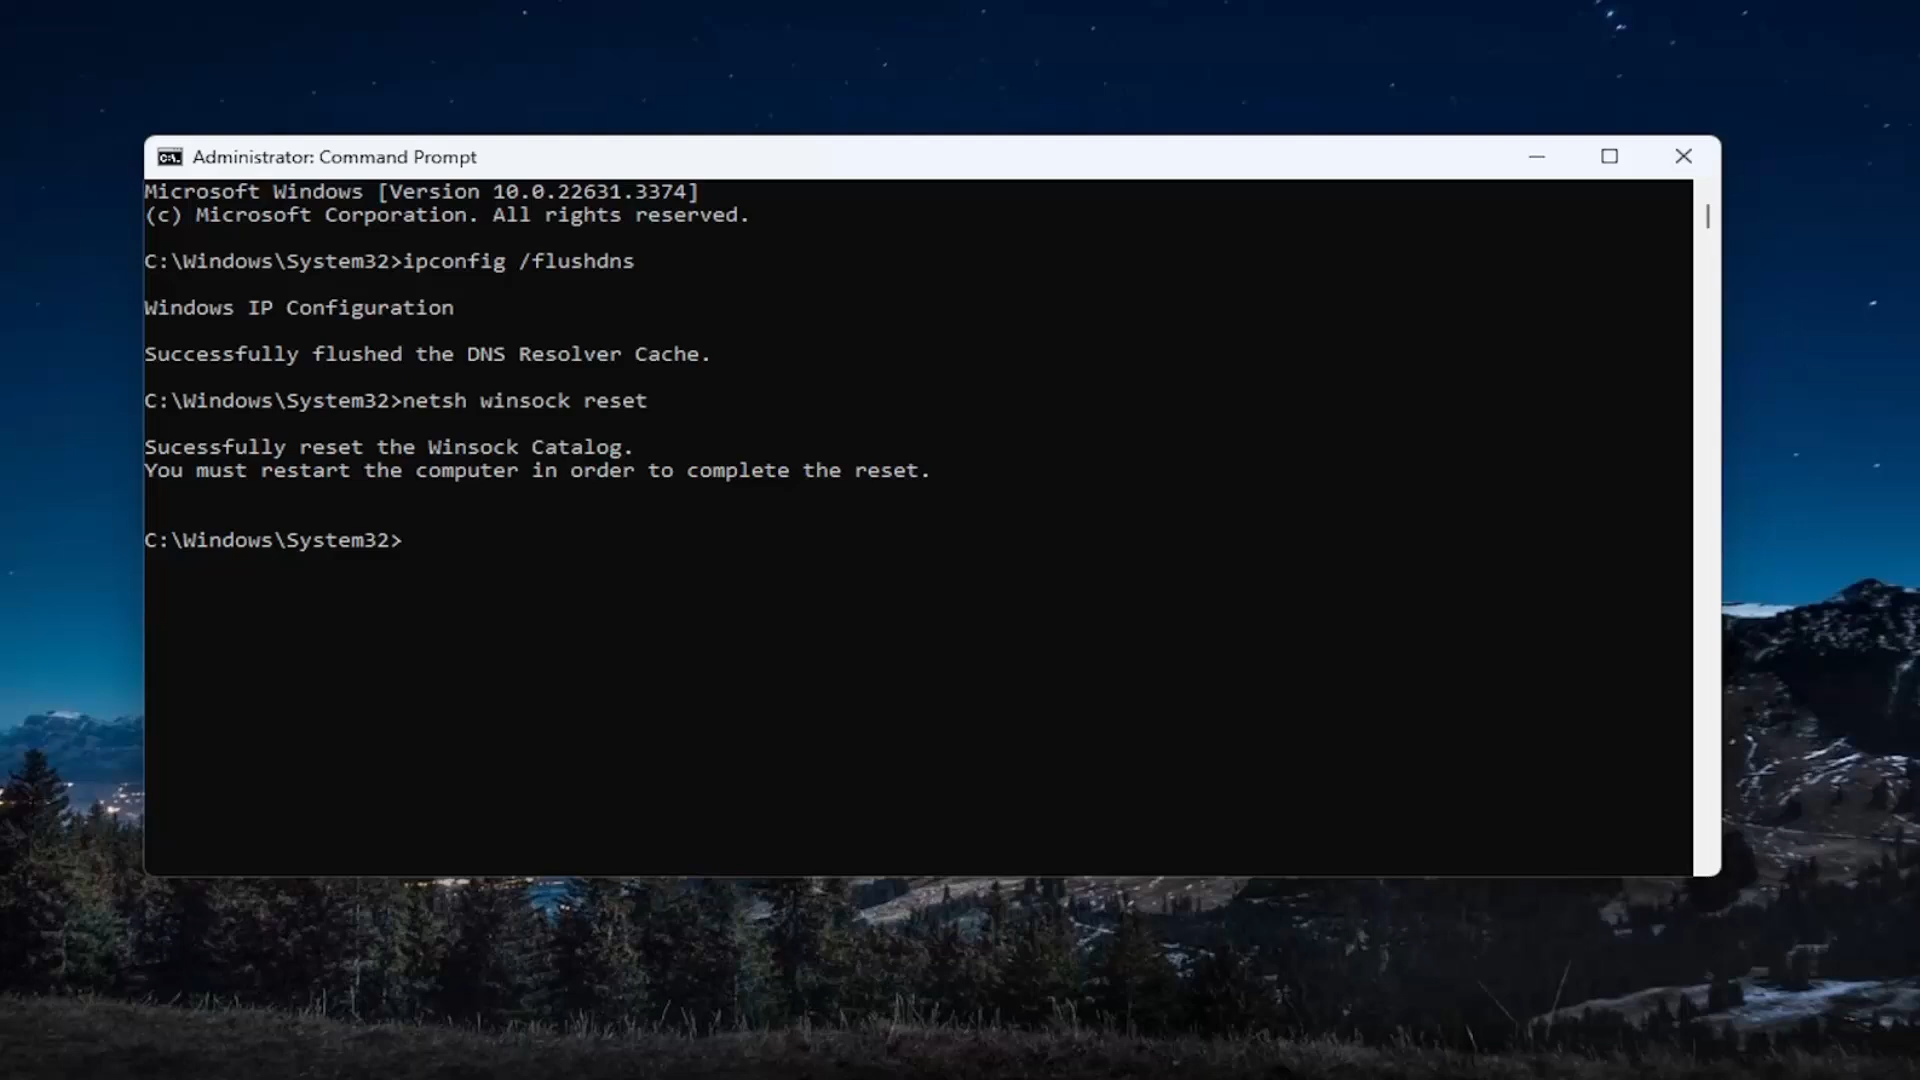 Administrator: Command Prompt
Microsoft Windows [Version 10.0.22631.3374]
(c) Microsoft Corporation. All rights reserved.
C:\Windows\System32>ipconfig /flushdns
Windows IP Configuration
Successfully flushed the DNS Resolver Cache.
C:\Windows\System32>netsh winsock reset
Sucessfully reset the Winsock Catalog.
You must restart the computer in order to complete the reset.
C:\Windows\System32>